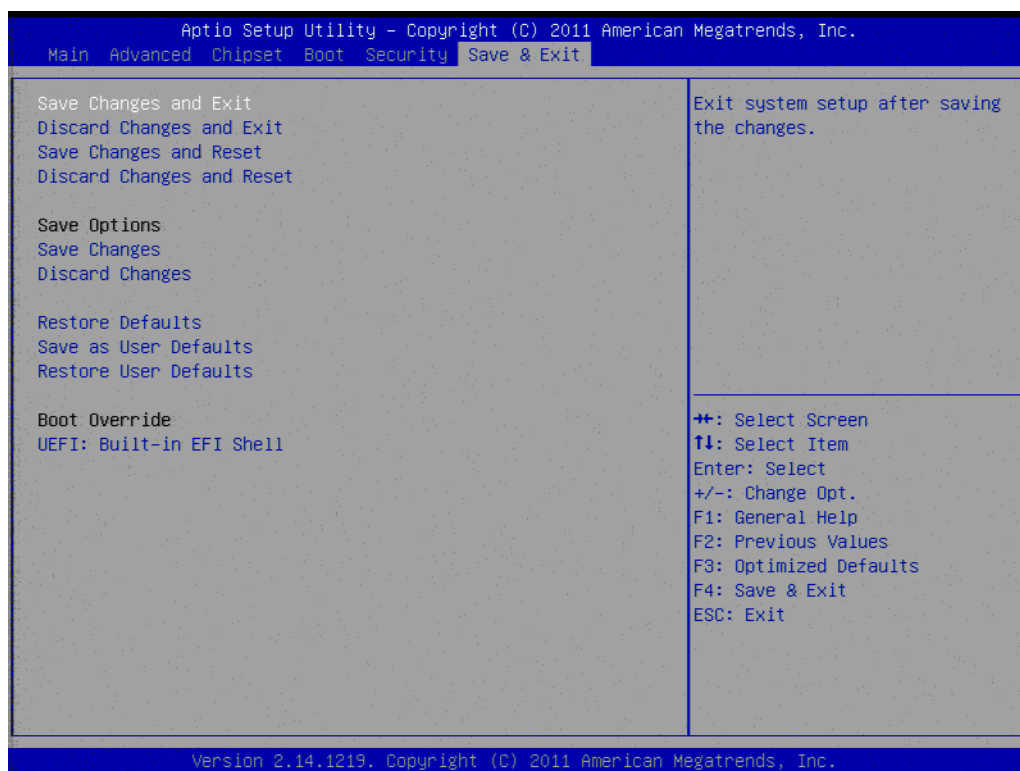 Aptio Setup Utility – Copyright (C) 2011 American Megatrends, Inc.
Main Advanced Chipset Boot Security Save & Exit
Save Changes and Exit
Discard Changes and Exit
Save Changes and Reset
Discard Changes and Reset
Save Options
Save Changes
Discard Changes
Restore Defaults
Save as User Defaults
Restore User Defaults
Boot Override
UEFI: Built-in EFI Shell
Exit system setup after saving
the changes.
→←: Select Screen
↑↓: Select Item
Enter: Select
+/-: Change Opt.
F1: General Help
F2: Previous Values
F3: Optimized Defaults
F4: Save & Exit
ESC: Exit
Version 2.14.1219. Copyright (C) 2011 American Megatrends, Inc.